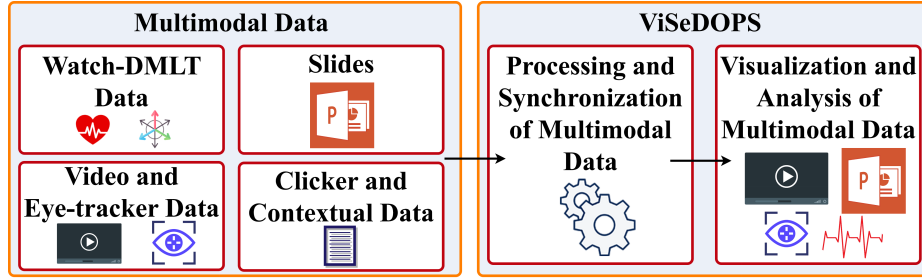 Multimodal Data
Watch-DMLT
Data
Slides
P
Video and
Eye-tracker Data
Clicker and
Contextual Data
ViSeDOPS
Processing and
Synchronization
of Multimodal
Data
Visualization and
Analysis of
Multimodal Data
P